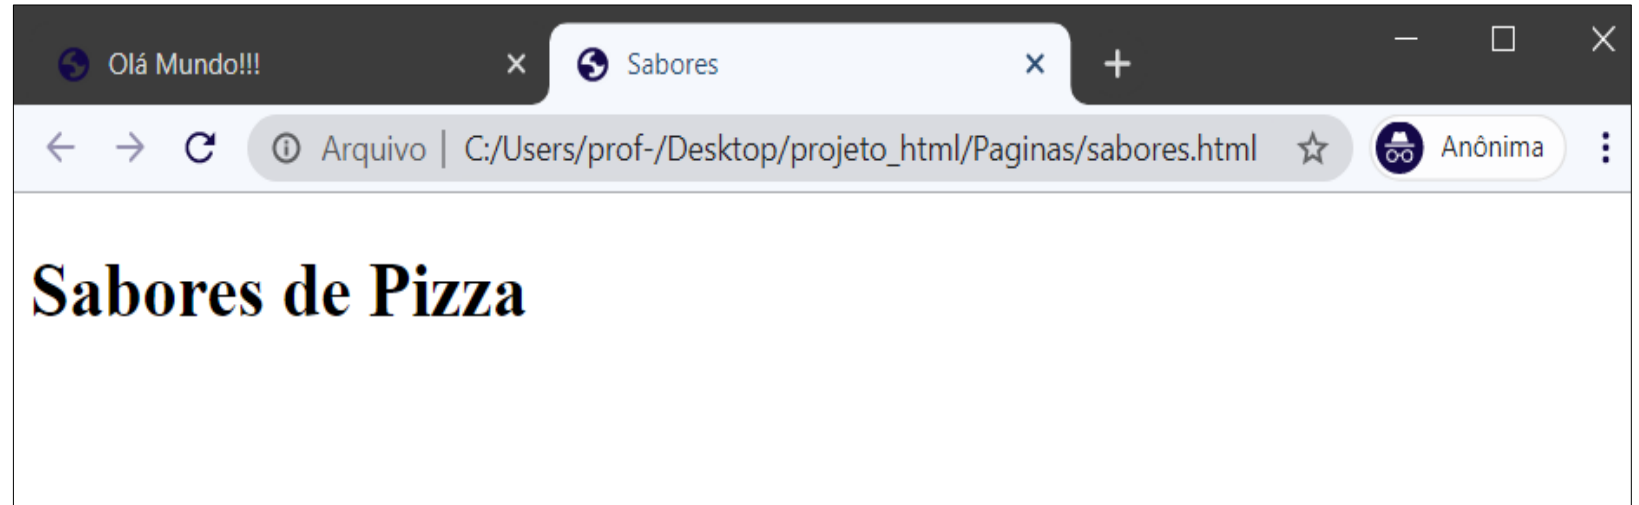 Olá Mundo!!!
Sabores
Arquivo | C:/Users/prof-/Desktop/projeto_html/Paginas/sabores.html
Anônima
Sabores de Pizza